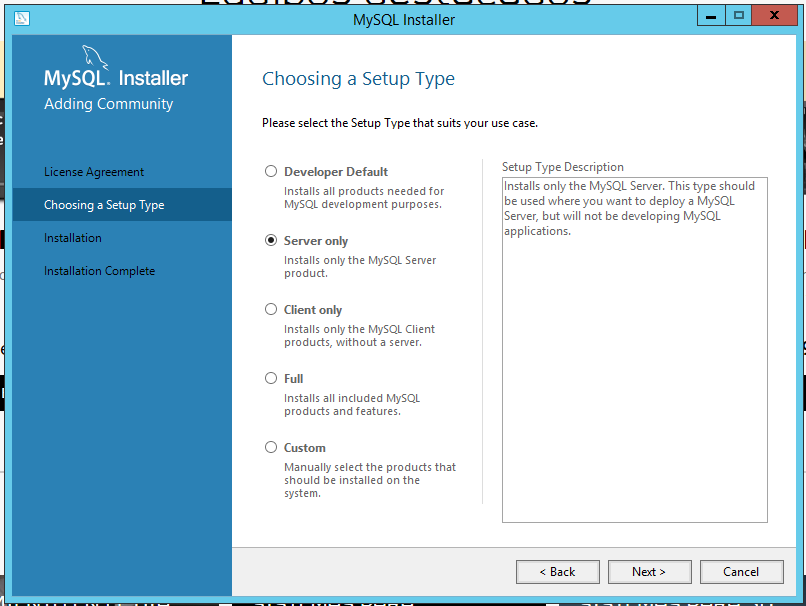 Equipos destacados
MySQL Installer
MySQL. Installer
Adding Community
License Agreement
Choosing a Setup Type
Installation
Installation Complete
Choosing a Setup Type
Please select the Setup Type that suits your use case.
Developer Default
Installs all products needed for
MySQL development purposes.
Server only
Installs only the MySQL Server
product.
Client only
Installs only the MySQL Client
products, without a server.
Full
Installs all included MySQL
products and features.
Custom
Manually select the products that
should be installed on the
system.
Setup Type Description
Installs only the MySQL Server. This type should
be used where you want to deploy a MySQL
Server, but will not be developing MySQL
applications.
< Back
Next >
Cancel